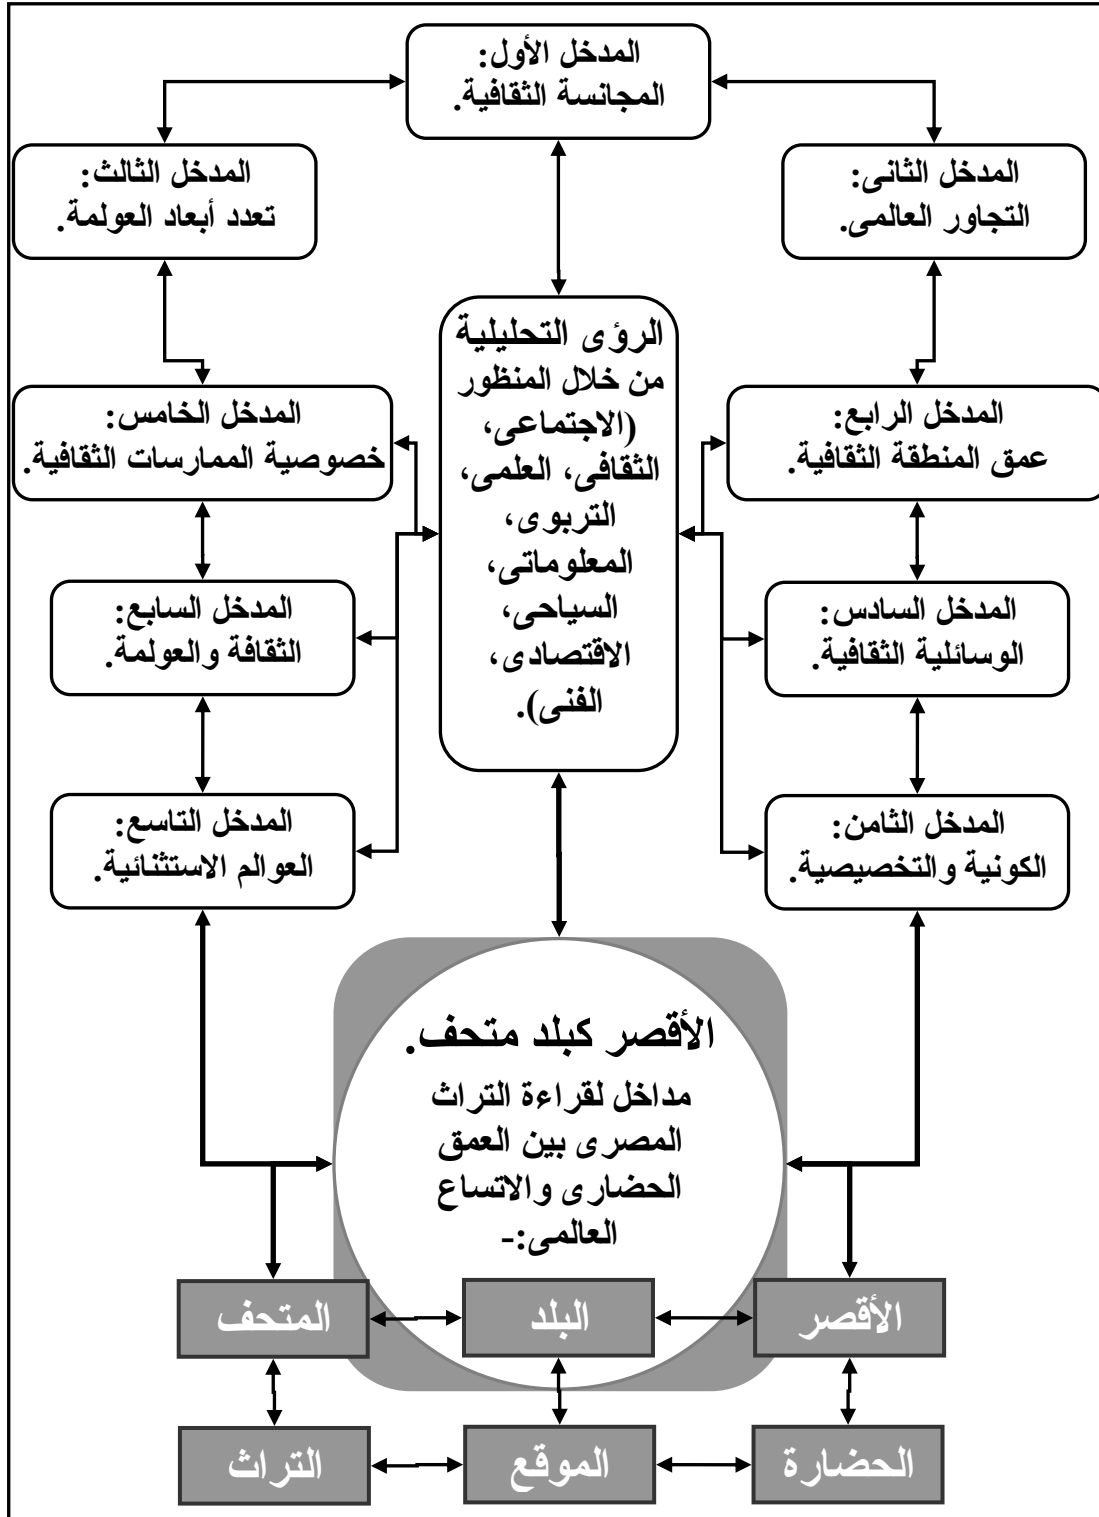 المدخل الأول:
المجانسة الثقافية.
المدخل الثانى:
التجاور العالمى.
المدخل الثالث:
تعدد أبعاد العولمة.
الرؤى التحليلية
من خلال المنظور
(الاجتماعى،
الثقافى، العلمى،
التربوى،
المعلوماتى،
السياحى،
الاقتصادى،
الفنى).
المدخل الرابع:
عمق المنطقة الثقافية.
المدخل الخامس:
خصوصية الممارسات الثقافية.
المدخل السادس:
الوسائلية الثقافية.
المدخل السابع:
الثقافة والعولمة.
المدخل الثامن:
الكونية والتخصيصية.
المدخل التاسع:
العوالم الاستثنائية.
الأقصر كبلد متحف.
مداخل لقراءة التراث
المصرى بين العمق
الحضارى والاتساع
العالمى:-
الأقصر
البلد
المتحف
الحضارة
الموقع
التراث